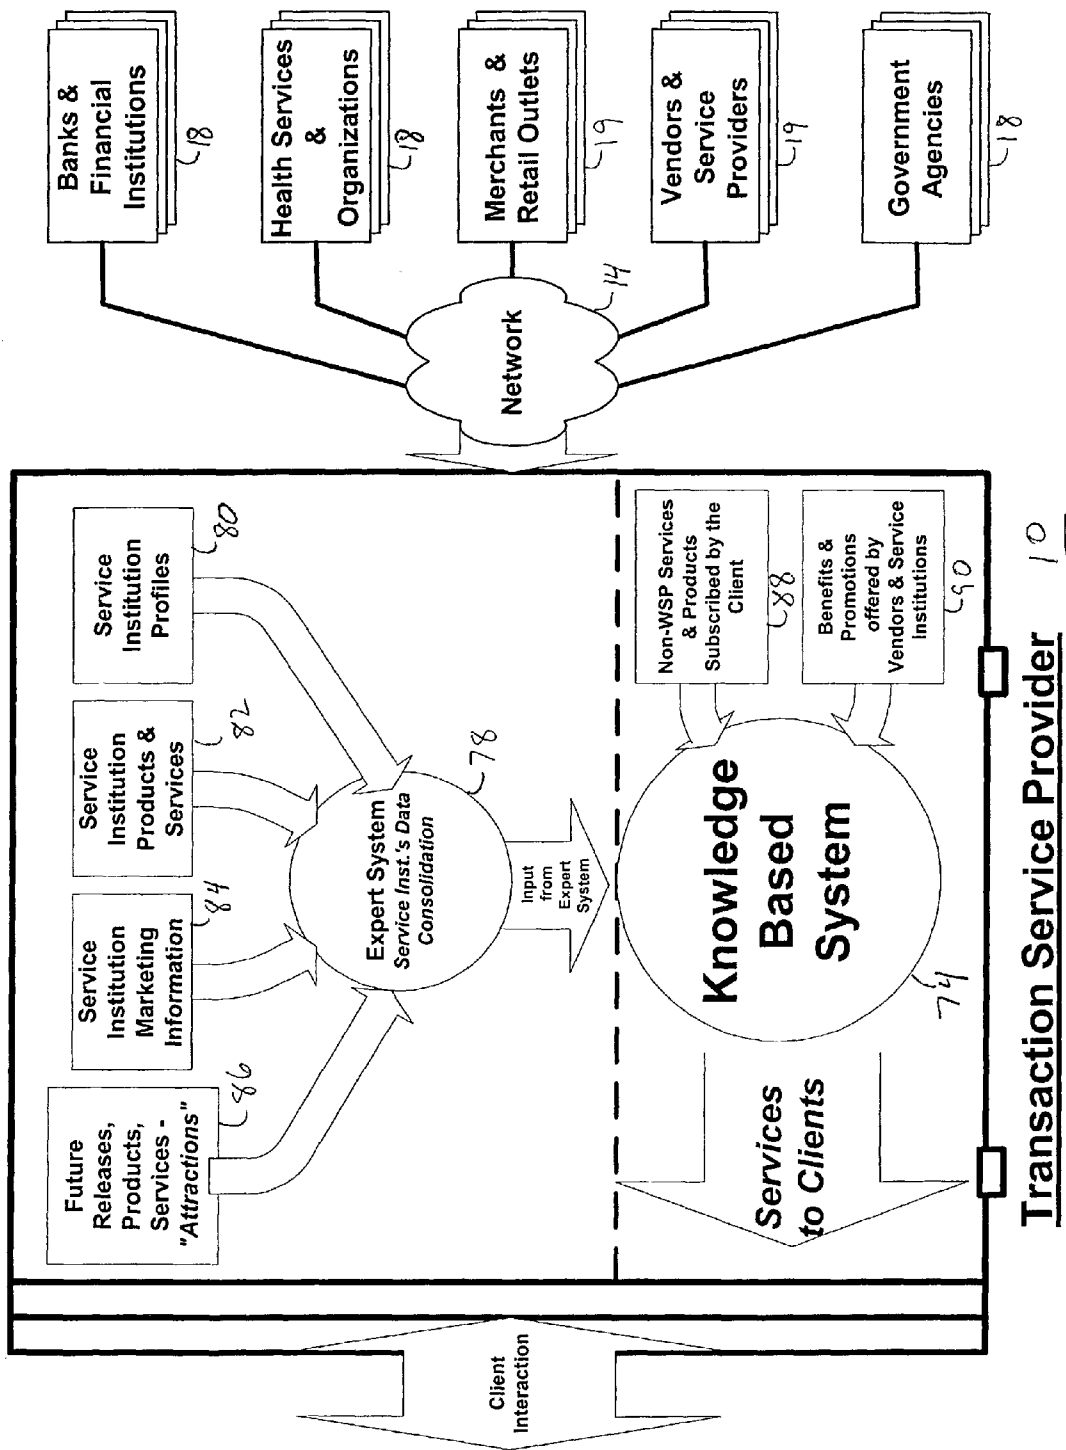 Client
Interaction
Future
Releases,
Products,
Services -
"Attractions"
86
Service
Institution
Marketing
Information
84
Service
Institution
Products &
Services
82
Service
Institution
Profiles
80
Expert System
Service Inst.'s Data
Consolidation
78
Input
from
Expert
System
Services
to Clients
Knowledge
Based
System
74
Non-WSP Services
& Products
Subscribed by the
Client
88
Benefits &
Promotions
offered by
Vendors & Service
Institutions
90
Network
14
Banks &
Financial
Institutions
18
Health Services
&
Organizations
18
Merchants &
Retail Outlets
19
Vendors &
Service
Providers
19
Government
Agencies
18
Transaction Service Provider 10